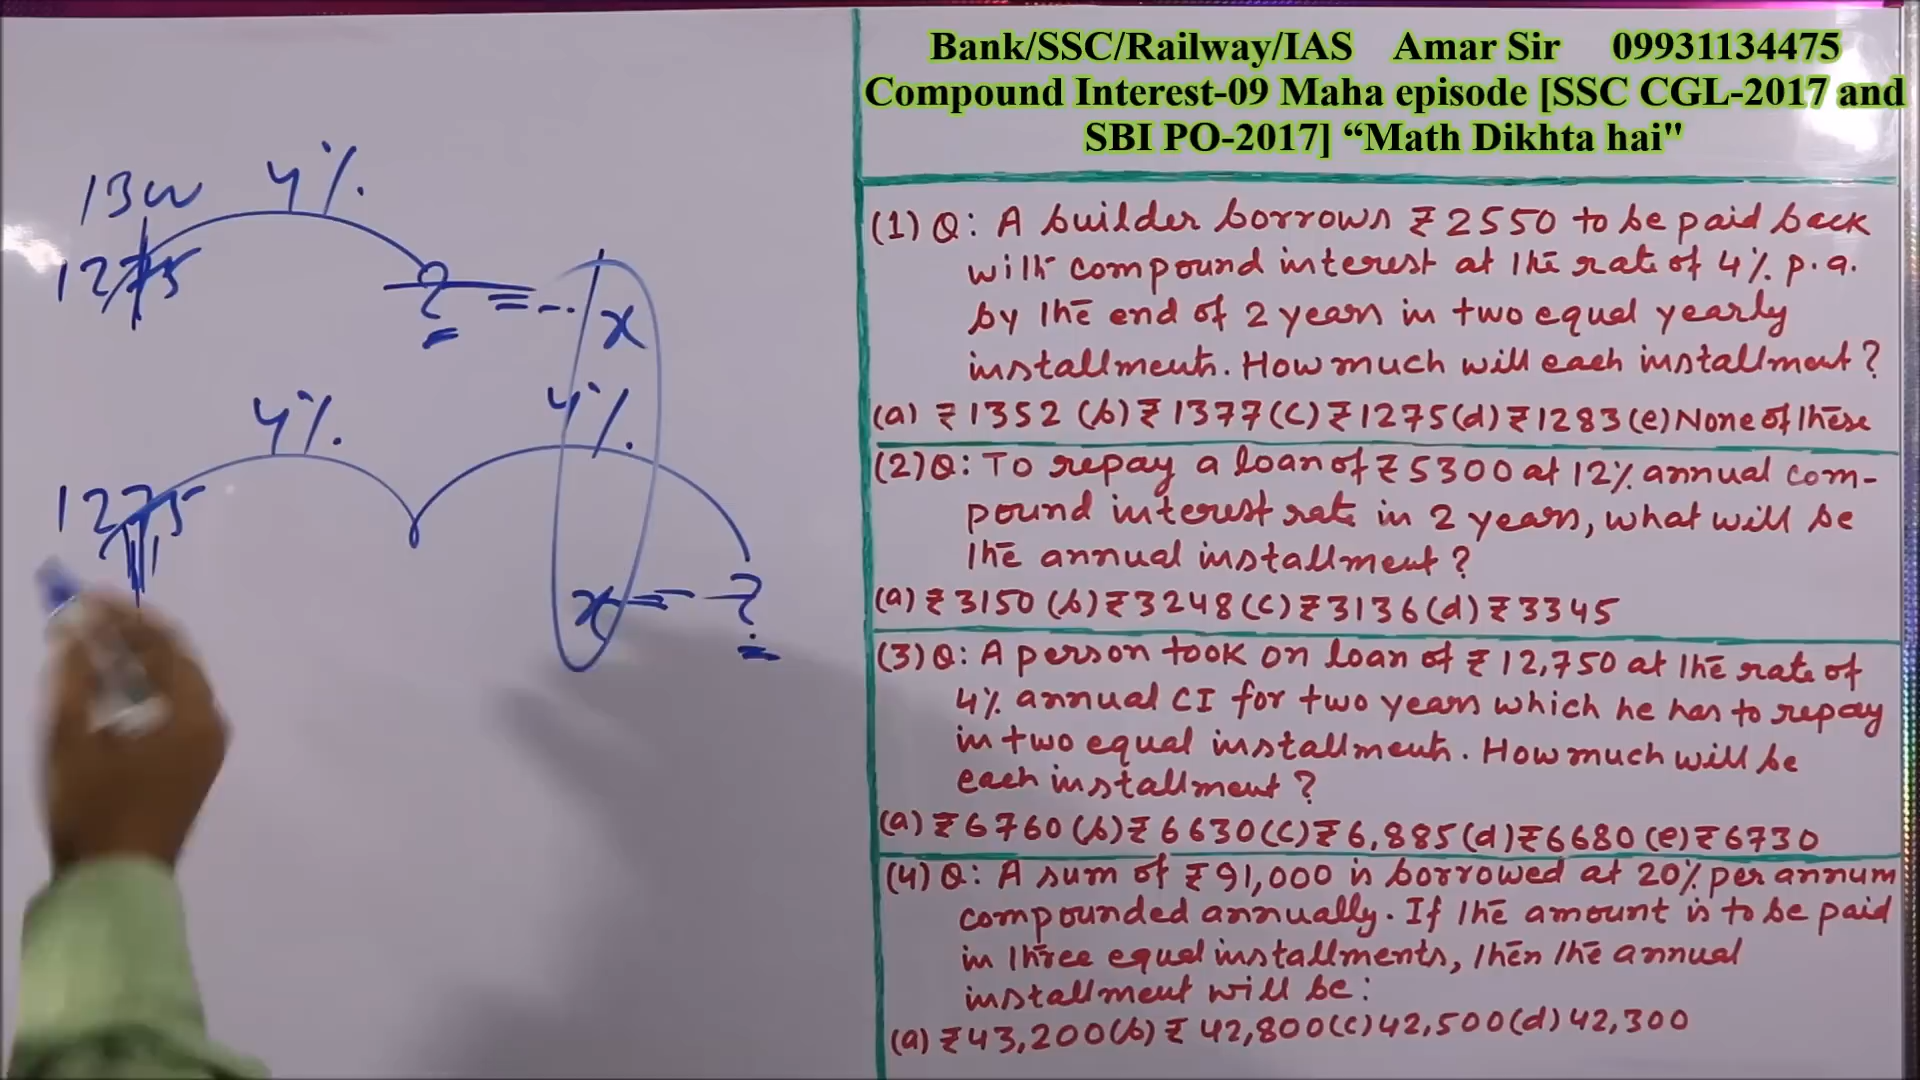 Bank/SSC/Railway/IAS Amar Sir 09931134475
Compound Interest-09 Maha episode [SSC CGL-2017 and
SBI PO-2017] “Math Dikhta hai"
(1) Q: A builder borrows ₹2550 to be paid back
with compound interest at the rate of 4% p.a.
by the end of 2 years in two equal yearly
installments. How much will each installment?
(a) ₹1352 (b) ₹1377 (c) ₹1275 (d) ₹1283 (e) None of these
(2) Q: To repay a loan of ₹5300 at 12% annual com-
pound interest rate in 2 years, what will be
the annual installment?
(a) ₹3150 (b) ₹3248 (c) ₹3136 (d) ₹3345
(3) Q: A person took on loan of ₹12,750 at the rate of
4% annual CI for two years which he has to repay
in two equal installments. How much will be
each installment?
(a) ₹6760 (b) ₹6630 (c) ₹6,885 (d) ₹6680 (e) ₹6730
(4) Q: A sum of ₹91,000 is borrowed at 20% per annum
compounded annually. If the amount is to be paid
in three equal installments, then the annual
installment will be:
(a) ₹43,200 (b) ₹42,800 (c) 42,500 (d) 42,300
4%
1275
? = --- x
4% 4%
1275
x = - ?